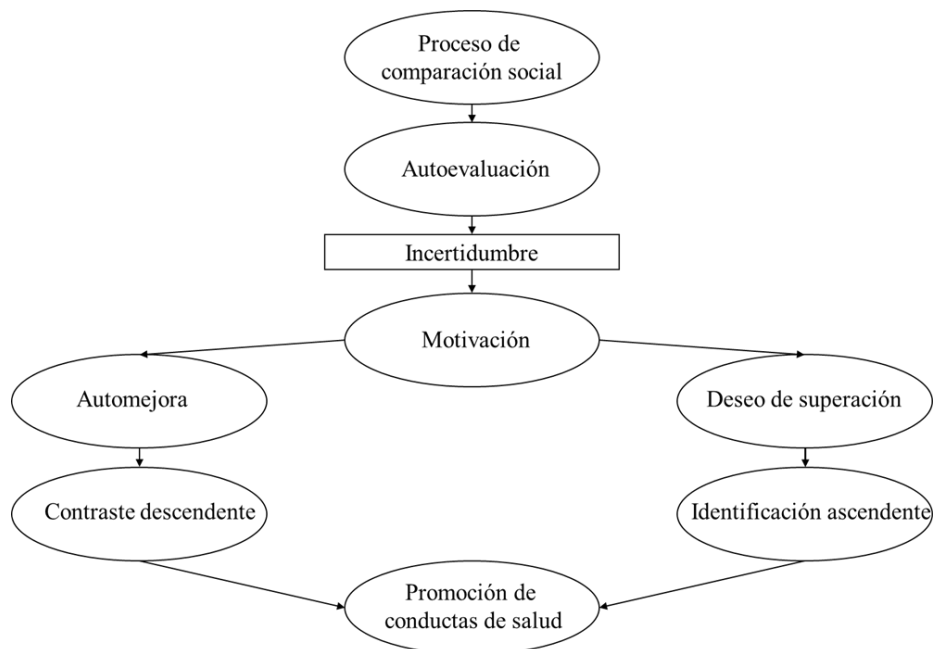 Proceso de
comparación social
Autoevaluación
Incertidumbre
Motivación
Automejora
Deseo de superación
Contraste descendente
Identificación ascendente
Promoción de
conductas de salud